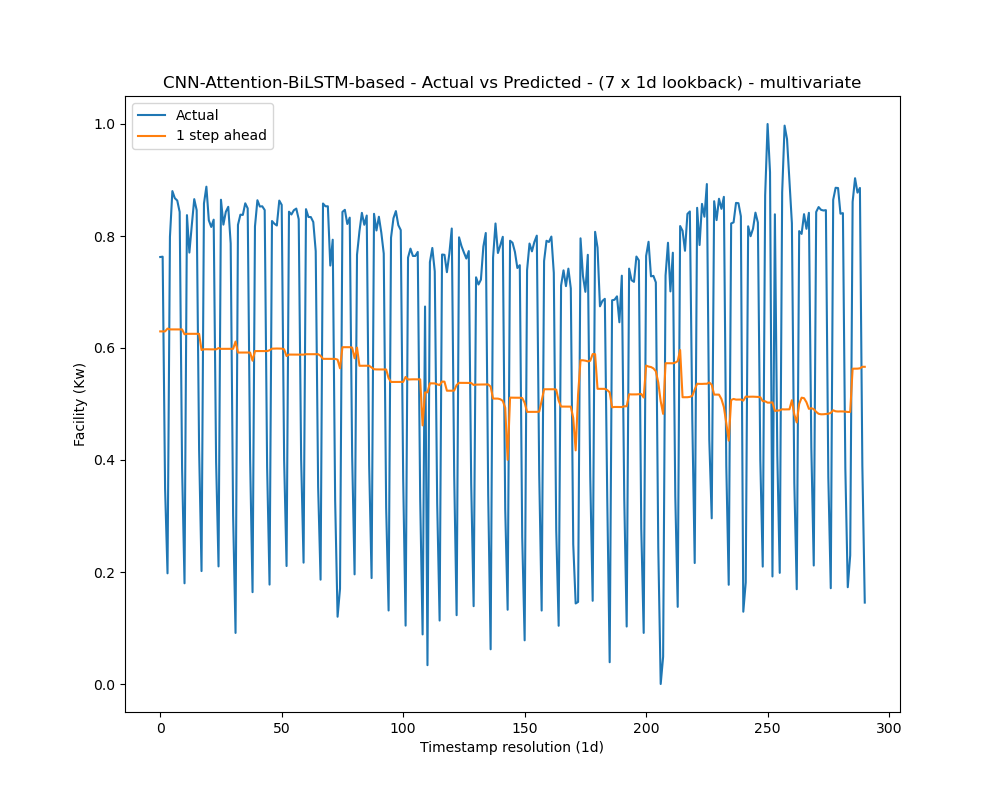 CNN-Attention-BiLSTM-based - Actual vs Predicted - (7 x 1d lookback) - multivariate
Actual
1 step ahead
1.0
0.8
0.6
0.4
0.2
0.0
Facility (Kw)
0 50 100 150 200 250 300
Timestamp resolution (1d)